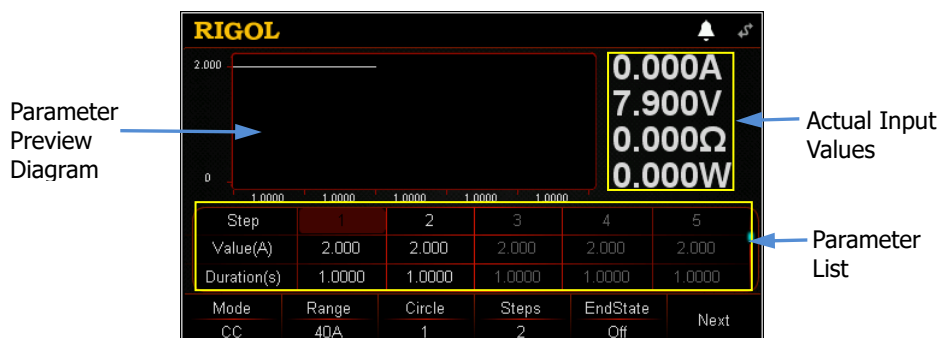 RIGOL
2.000
0
1.0000 1.0000 1.0000 1.0000 1.0000
0.000A
7.900V
0.000Ω
0.000W
Parameter
Preview
Diagram
Actual Input
Values
Parameter
List
Step 1 2 3 4 5
Value(A) 2.000 2.000 2.000 2.000 2.000
Duration(s) 1.0000 1.0000 1.0000 1.0000 1.0000
Mode Range Circle Steps EndState Next
CC 40A 1 2 Off